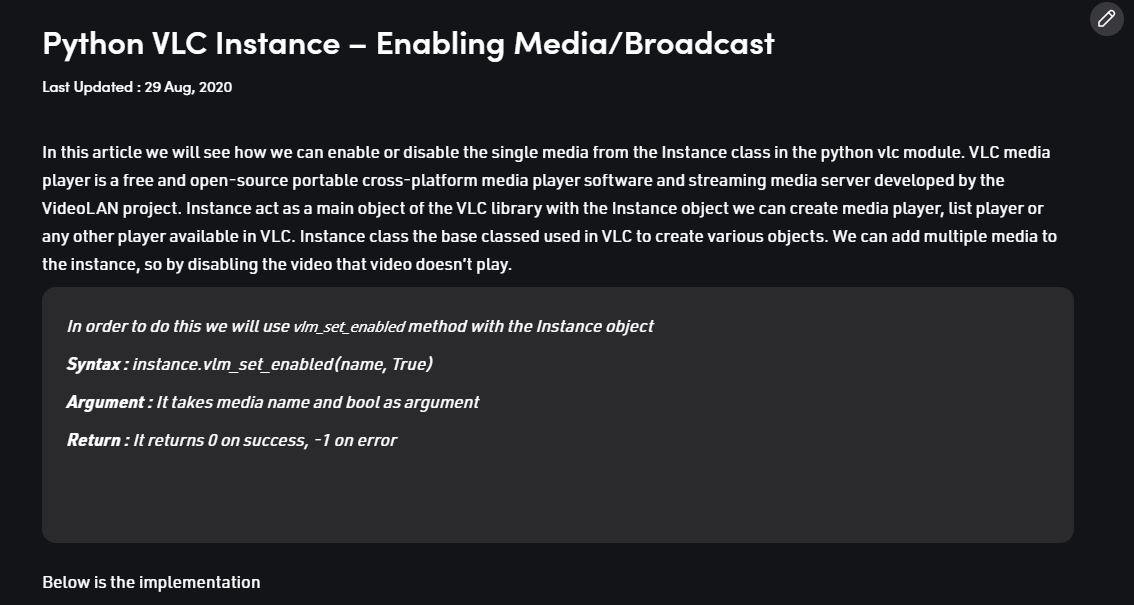 Python VLC Instance – Enabling Media/Broadcast
Last Updated : 29 Aug, 2020
In this article we will see how we can enable or disable the single media from the Instance class in the python vlc module. VLC media
player is a free and open-source portable cross-platform media player software and streaming media server developed by the
VideoLAN project. Instance act as a main object of the VLC library with the Instance object we can create media player, list player or
any other player available in VLC. Instance class the base classed used in VLC to create various objects. We can add multiple media to
the instance, so by disabling the video that video doesn't play.
In order to do this we will use vlm_set_enabled method with the Instance object
Syntax : instance.vlm_set_enabled(name, True)
Argument : It takes media name and bool as argument
Return : It returns 0 on success, -1 on error
Below is the implementation